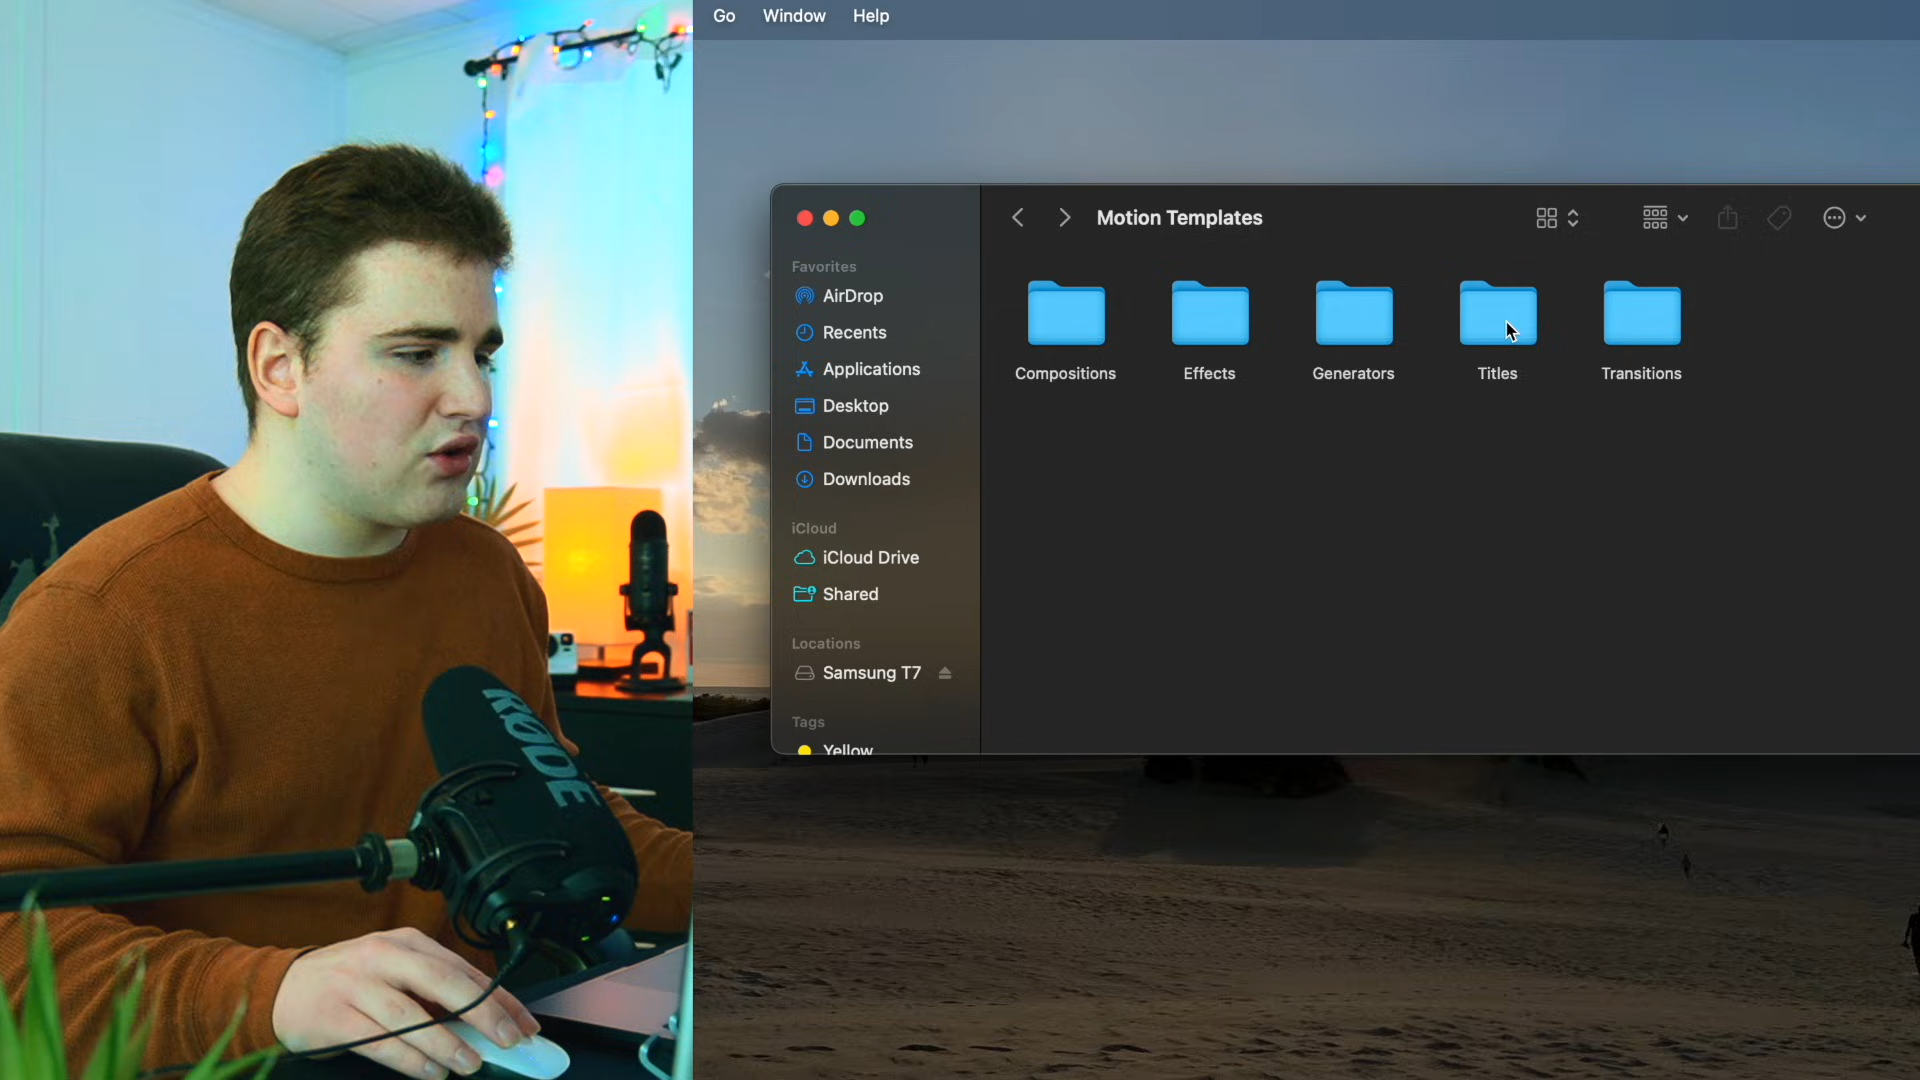 Go Window Help
Motion Templates
Favorites
AirDrop
Recents
Applications
Desktop
Documents
Downloads
iCloud
iCloud Drive
Shared
Locations
Samsung T7
Tags
Yellow
Compositions Effects Generators Titles Transitions
RØDE